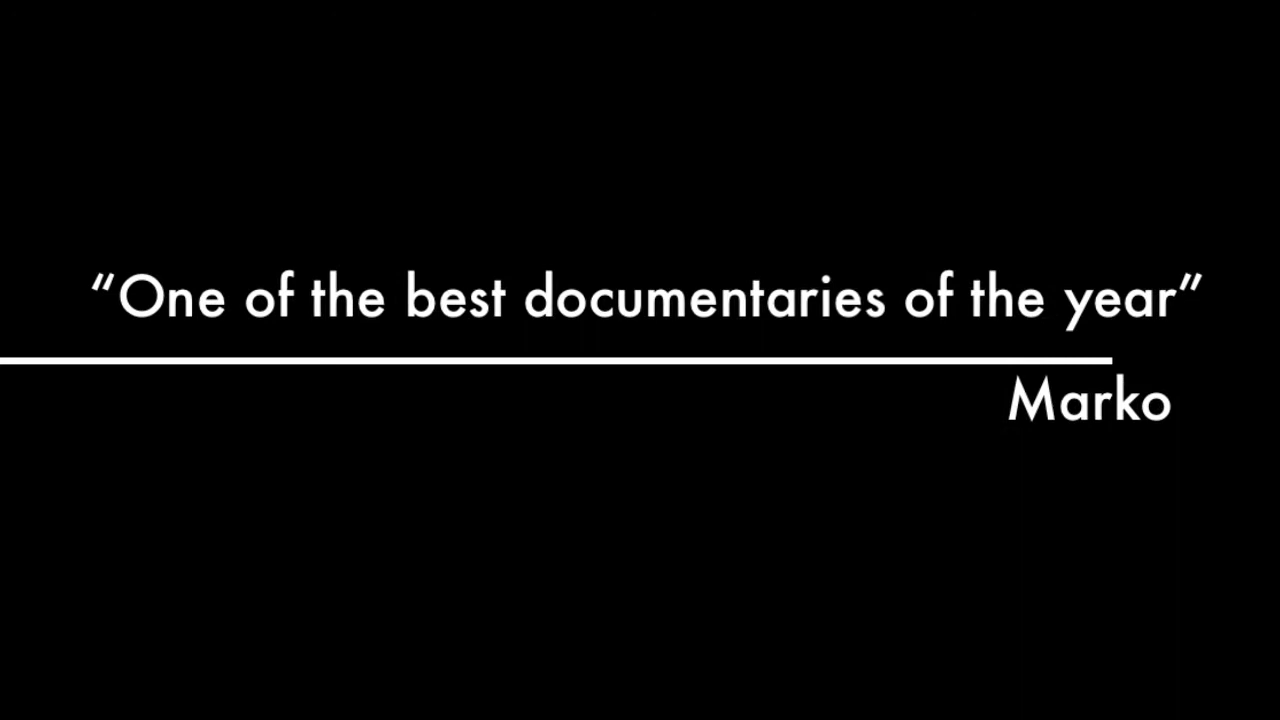 “One of the best documentaries of the year”
Marko